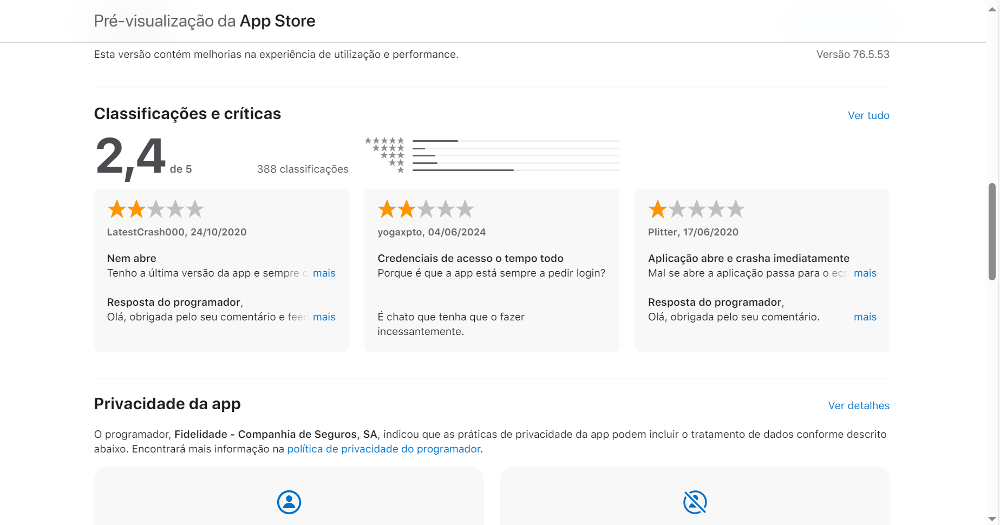 Pré-visualização da App Store
Esta versão contém melhorias na experiência de utilização e performance.
Versão 76.5.53
Classificações e críticas
Ver tudo
2,4 de 5
388 classificações
LatestCrash000, 24/10/2020
Nem abre
Tenho a última versão da app e sempre q mais
Resposta do programador,
Olá, obrigada pelo seu comentário e feed mais
yogaxpto, 04/06/2024
Credenciais de acesso o tempo todo
Porque é que a app está sempre a pedir login?
É chato que tenha que o fazer
incessantemente.
Plitter, 17/06/2020
Aplicação abre e crasha imediatamente
Mal se abre a aplicação passa para o ecr mais
Resposta do programador,
Olá, obrigada pelo seu comentário. mais
Privacidade da app
Ver detalhes
O programador, Fidelidade - Companhia de Seguros, SA, indicou que as práticas de privacidade da app podem incluir o tratamento de dados conforme descrito
abaixo. Encontrará mais informação na política de privacidade do programador.